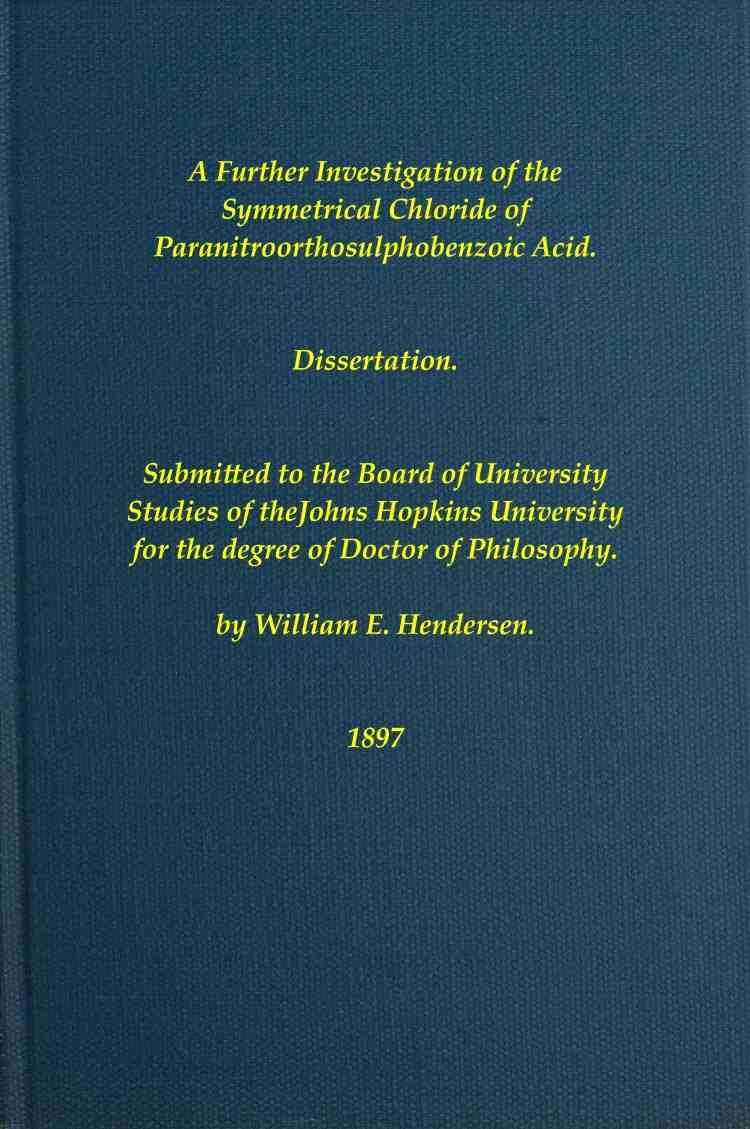 A Further Investigation of the
Symmetrical Chloride of
Paranitroorthosulphobenzoic Acid.
Dissertation.
Submitted to the Board of University
Studies of theJohns Hopkins University
for the degree of Doctor of Philosophy.
by William E. Hendersen.
1897